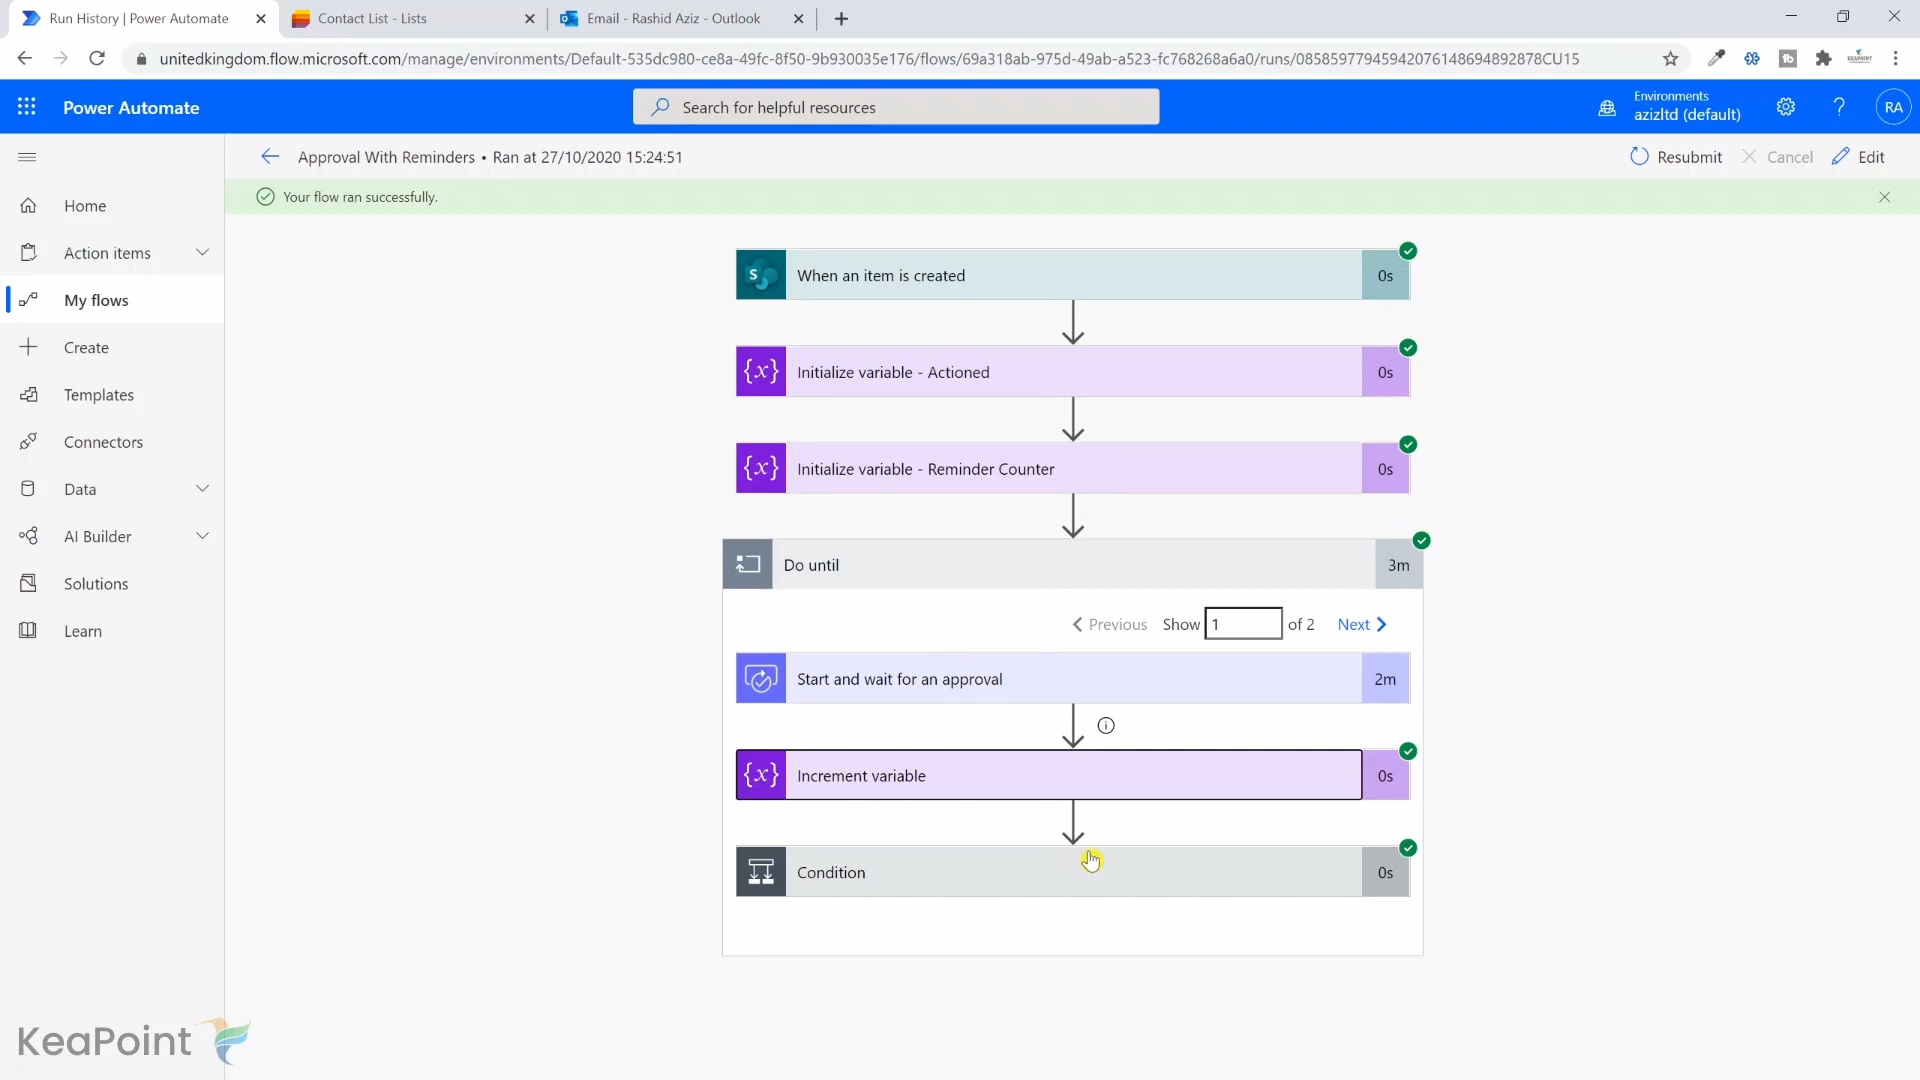 Run History | Power Automate
Contact List - Lists
Email - Rashid Aziz - Outlook
unitedkingdom.flow.microsoft.com/manage/environments/Default-535dc980-ce8a-49fc-8f50-9b930035e176/flows/69a318ab-975d-49ab-a523-fc768268a6a0/runs/08585977945942076148694892878CU15
Power Automate
Search for helpful resources
Environments
azizltd (default)
?
RA
Approval With Reminders • Ran at 27/10/2020 15:24:51
Resubmit
Cancel
Edit
Your flow ran successfully.
Home
Action items
My flows
Create
Templates
Connectors
Data
AI Builder
Solutions
Learn
S
When an item is created
0s
{x}
Initialize variable - Actioned
0s
{x}
Initialize variable - Reminder Counter
0s
Do until
3m
Previous Show 1 of 2 Next
Start and wait for an approval
2m
{x}
Increment variable
0s
Condition
0s
KeaPoint